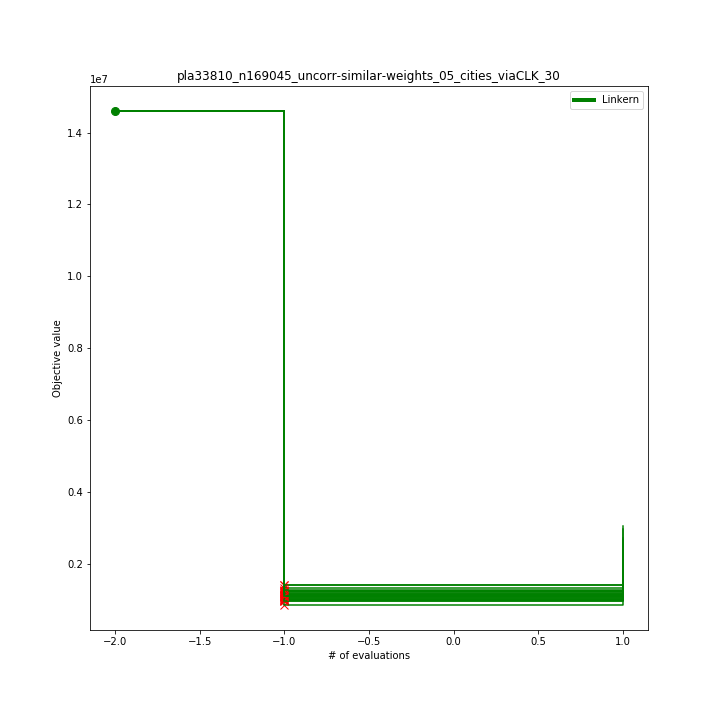 pla33810_n169045_uncorr-similar-weights_05_cities_viaCLK_30
1e7
Linkern
1.4
1.2
1.0
0.8
0.6
0.4
0.2
Objective value
−2.0 −1.5 −1.0 −0.5 0.0 0.5 1.0
# of evaluations